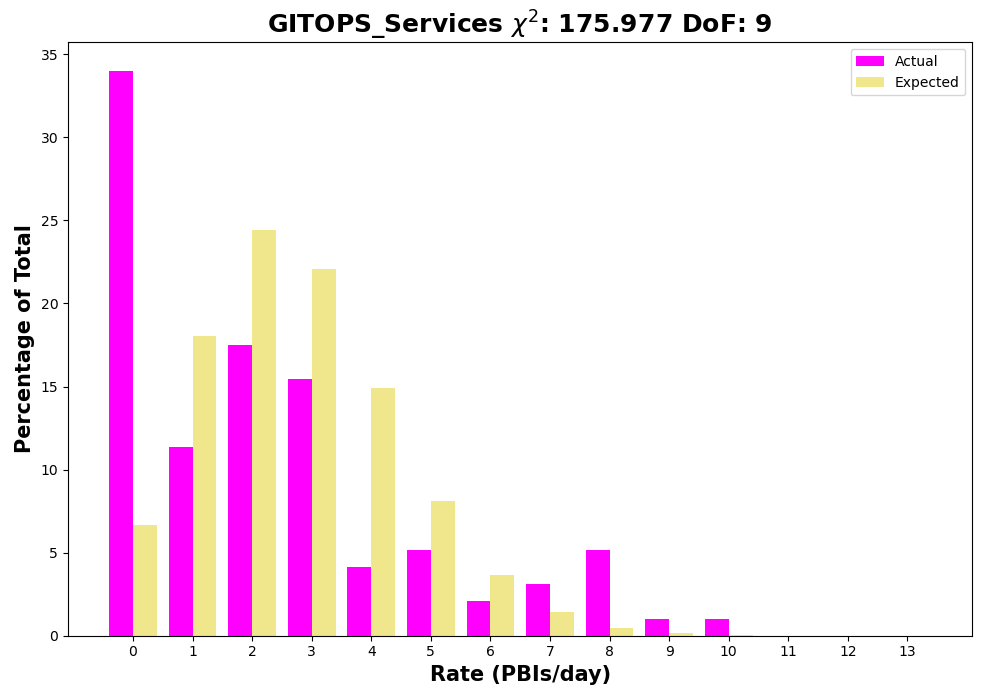 GITOPS_Services χ²: 175.977 DoF: 9
Actual
Expected
Percentage of Total
35
30
25
20
15
10
5
0
0 1 2 3 4 5 6 7 8 9 10 11 12 13
Rate (PBIs/day)